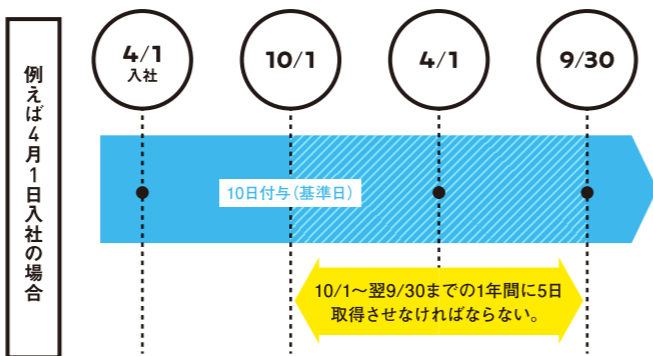 例えば4月1日入社の場合
4/1
入社
10/1
4/1
9/30
10日付与(基準日)
10/1〜翌9/30までの1年間に5日
取得させなければならない。